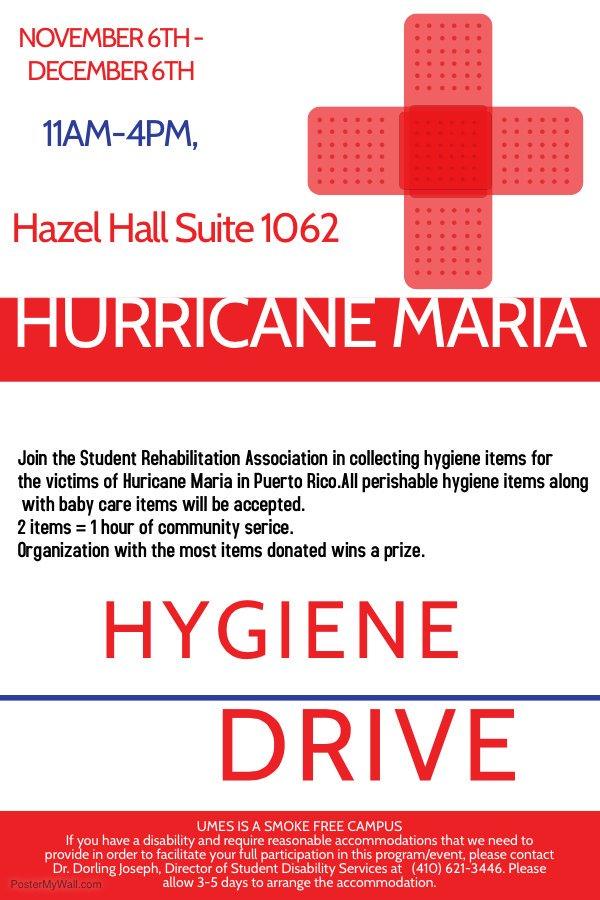 NOVEMBER 6TH -
DECEMBER 6TH
11AM-4PM,
Hazel Hall Suite 1062
HURRICANE MARIA
Join the Student Rehabilitation Association in collecting hygiene items for
the victims of Huricane Maria in Puerto Rico.All perishable hygiene items along
with baby care items will be accepted.
2 items = 1 hour of community serice.
Organization with the most items donated wins a prize.
HYGIENE
DRIVE
UMES IS A SMOKE FREE CAMPUS
If you have a disability and require reasonable accommodations that we need to
provide in order to facilitate your full participation in this program/event, please contact
Dr. Dorling Joseph, Director of Student Disability Services at (410) 621-3446. Please
allow 3-5 days to arrange the accommodation.
PosterMyWall.com